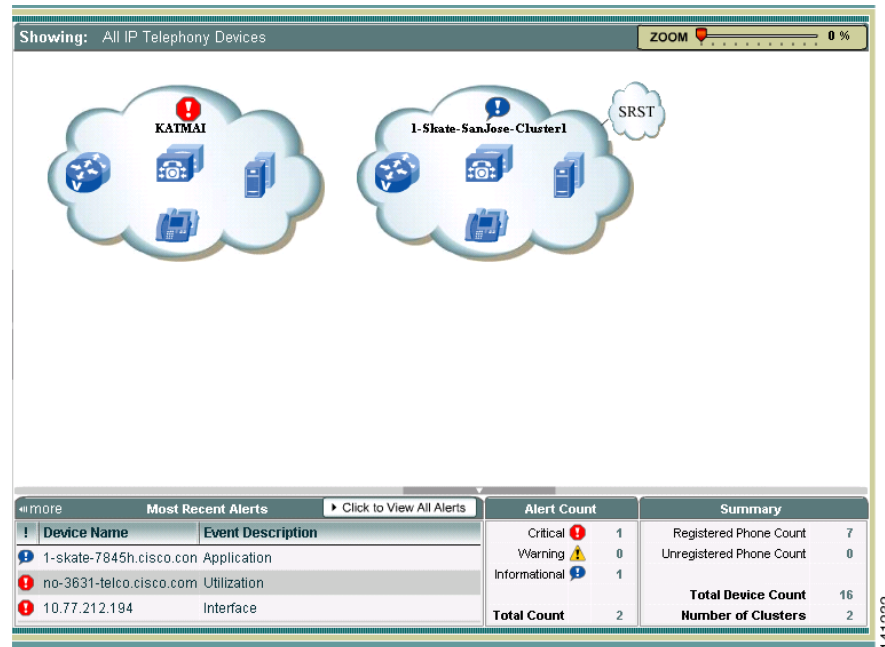 Showing: All IP Telephony Devices
ZOOM 0 %
KATMAI
1-Skate-SanJose-Cluster1
SRST
V
V
more Most Recent Alerts Click to View All Alerts
! Device Name Event Description
1-skate-7845h.cisco.con Application
no-3631-telco.cisco.com Utilization
10.77.212.194 Interface
Alert Count
Critical 1
Warning 0
Informational 1
Total Count 2
Summary
Registered Phone Count 7
Unregistered Phone Count 0
Total Device Count 16
Number of Clusters 2